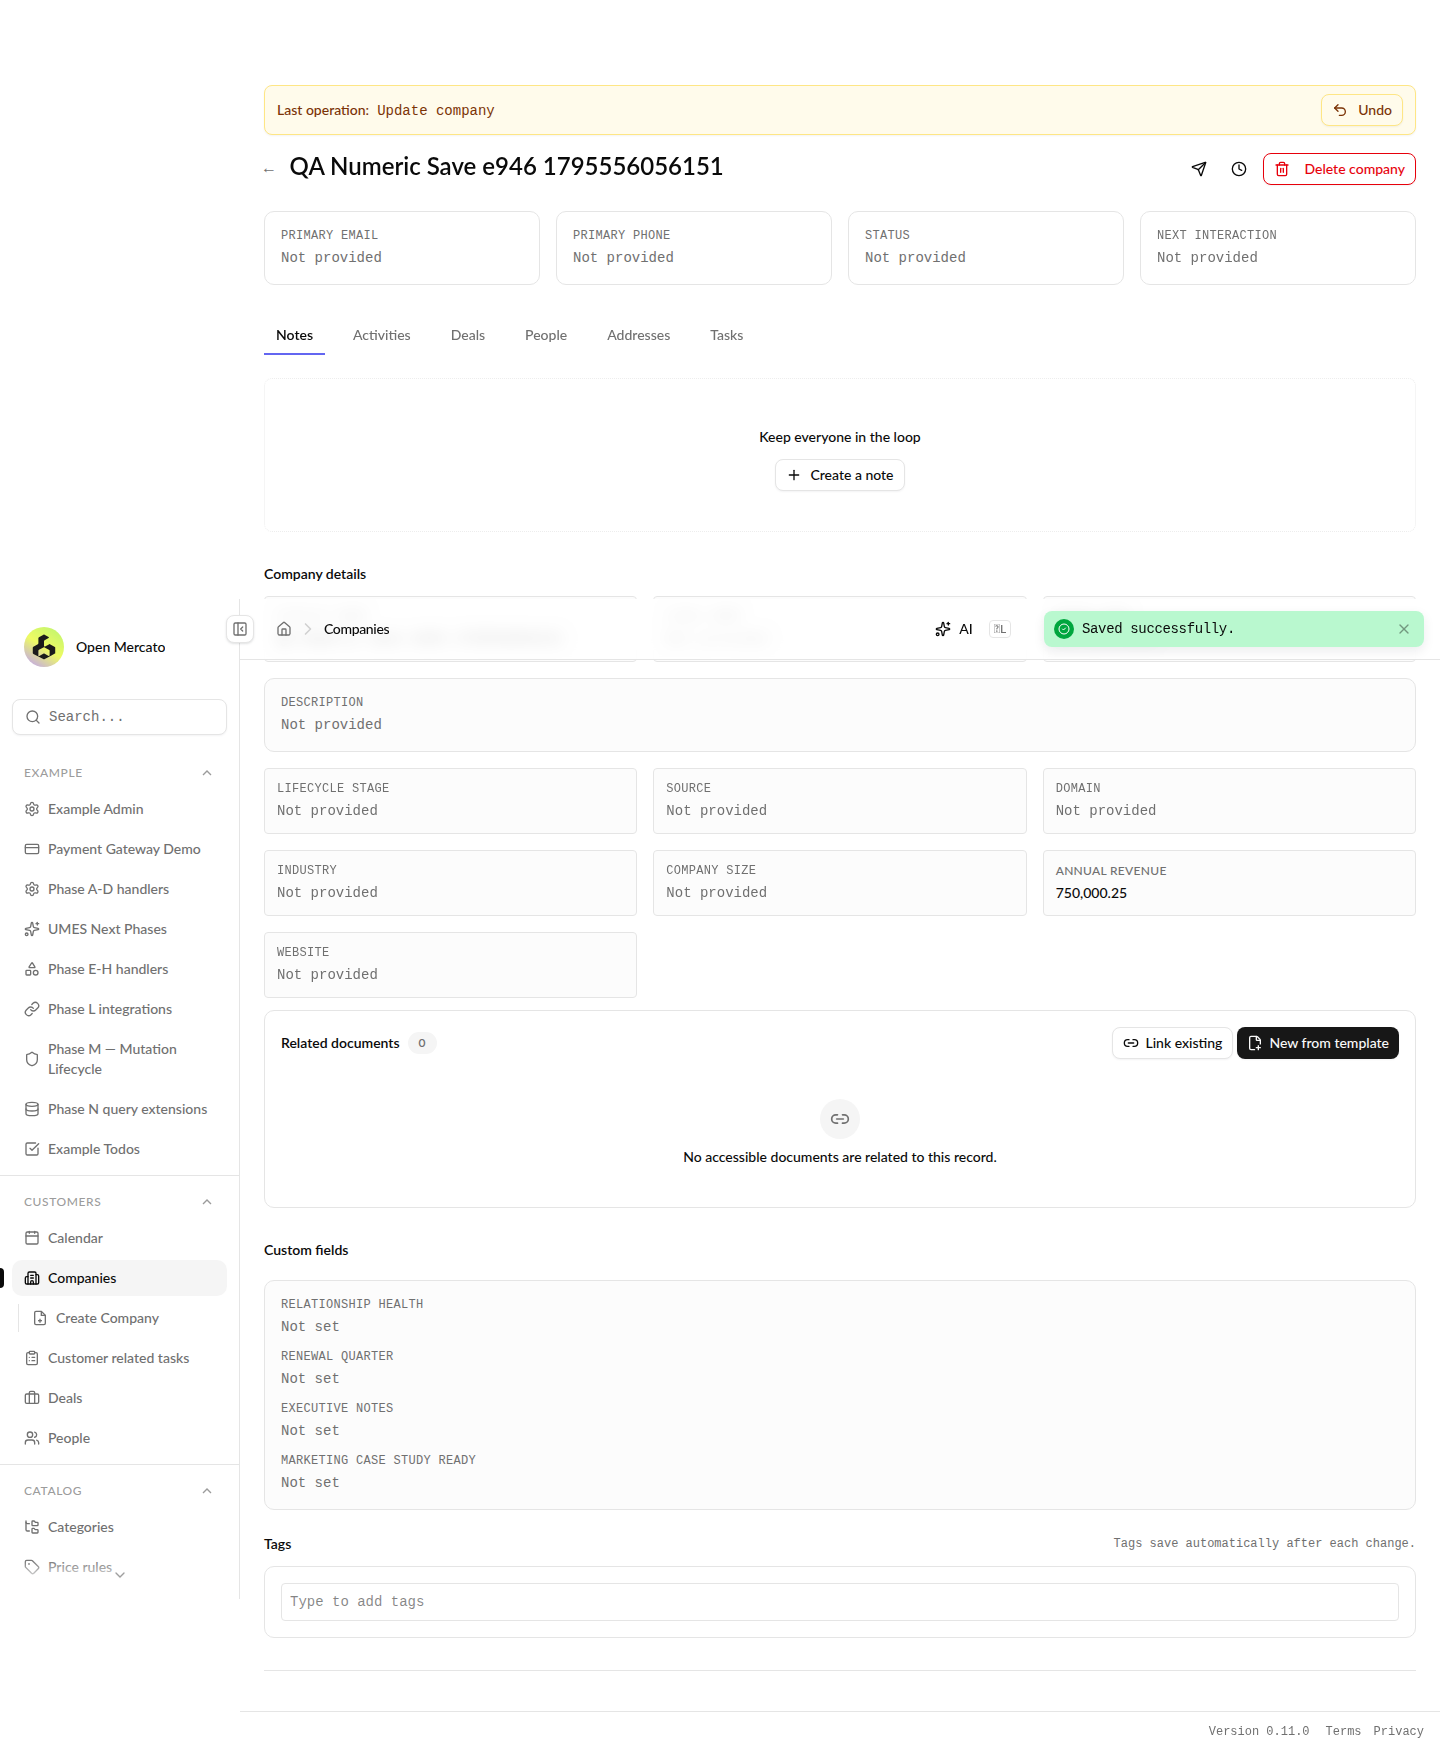 Last operation: Update company
Undo
← QA Numeric Save e946 1795556056151
Delete company
PRIMARY EMAIL
Not provided
PRIMARY PHONE
Not provided
STATUS
Not provided
NEXT INTERACTION
Not provided
Notes
Activities
Deals
People
Addresses
Tasks
Keep everyone in the loop
Create a note
Company details
Open Mercato
Search...
EXAMPLE
Example Admin
Payment Gateway Demo
Phase A-D handlers
UMES Next Phases
Phase E-H handlers
Phase L integrations
Phase M — Mutation
Lifecycle
Phase N query extensions
Example Todos
CUSTOMERS
Calendar
Companies
Create Company
Customer related tasks
Deals
People
CATALOG
Categories
Price rules
Companies
AI
L
Saved successfully.
DESCRIPTION
Not provided
LIFECYCLE STAGE
Not provided
SOURCE
Not provided
DOMAIN
Not provided
INDUSTRY
Not provided
COMPANY SIZE
Not provided
ANNUAL REVENUE
750,000.25
WEBSITE
Not provided
Related documents 0
Link existing
New from template
No accessible documents are related to this record.
Custom fields
RELATIONSHIP HEALTH
Not set
RENEWAL QUARTER
Not set
EXECUTIVE NOTES
Not set
MARKETING CASE STUDY READY
Not set
Tags
Tags save automatically after each change.
Type to add tags
Version 0.11.0
Terms
Privacy